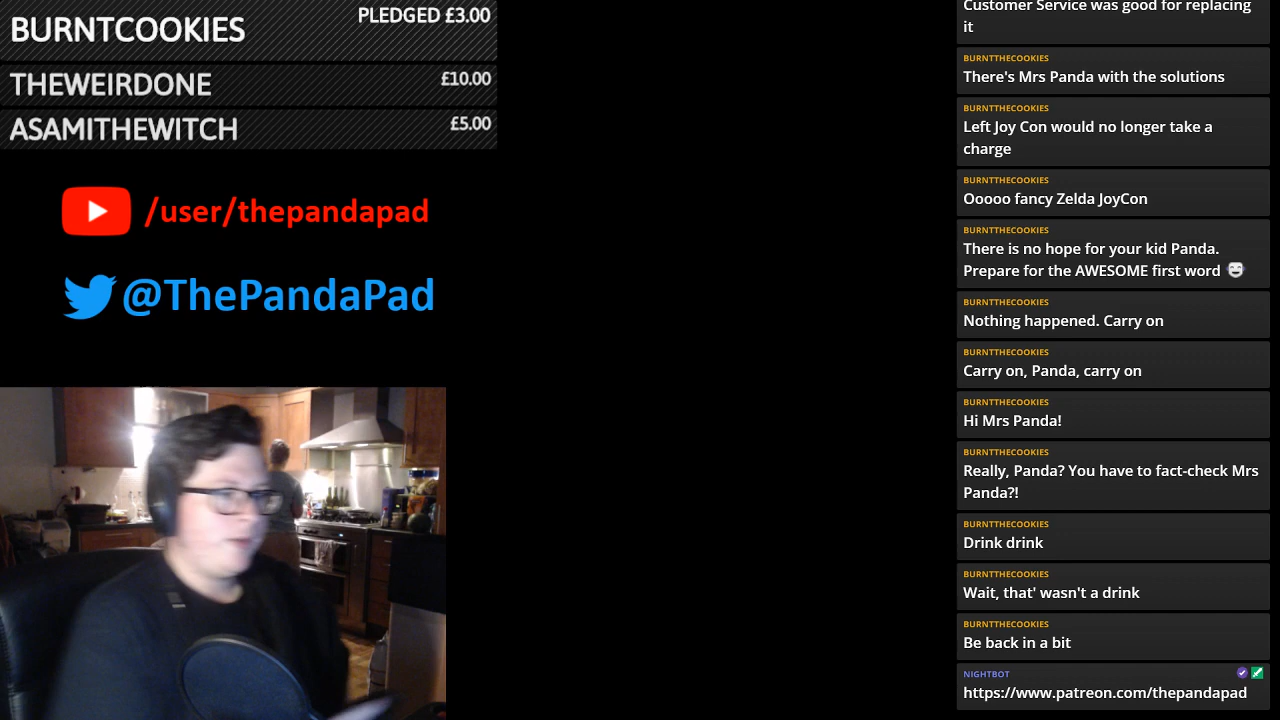 BURNTCOOKIES
PLEDGED £3.00
THEWEIRDONE
£10.00
ASAMITHEWITCH
£5.00
/user/thepandapad
@ThePandaPad
Customer Service was good for replacing
it
BURNTTHECOOKIES
There's Mrs Panda with the solutions
BURNTTHECOOKIES
Left Joy Con would no longer take a
charge
BURNTTHECOOKIES
Ooooo fancy Zelda JoyCon
BURNTTHECOOKIES
There is no hope for your kid Panda.
Prepare for the AWESOME first word
BURNTTHECOOKIES
Nothing happened. Carry on
BURNTTHECOOKIES
Carry on, Panda, carry on
BURNTTHECOOKIES
Hi Mrs Panda!
BURNTTHECOOKIES
Really, Panda? You have to fact-check Mrs
Panda?!
BURNTTHECOOKIES
Drink drink
BURNTTHECOOKIES
Wait, that' wasn't a drink
BURNTTHECOOKIES
Be back in a bit
NIGHTBOT
https://www.patreon.com/thepandapad